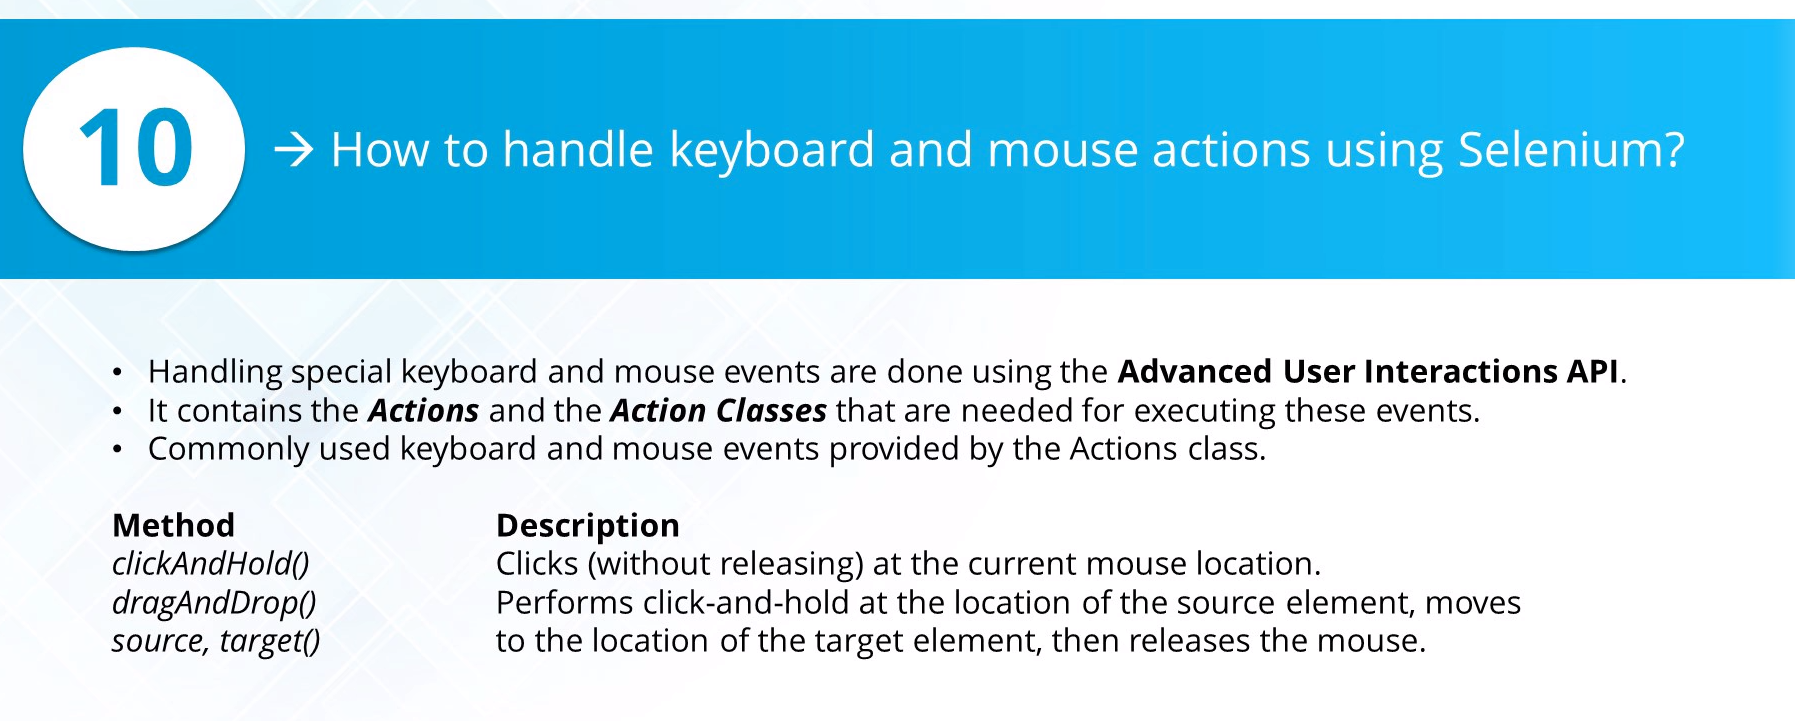 10
→ How to handle keyboard and mouse actions using Selenium?
• Handling special keyboard and mouse events are done using the Advanced User Interactions API.
• It contains the Actions and the Action Classes that are needed for executing these events.
• Commonly used keyboard and mouse events provided by the Actions class.
Method Description
clickAndHold() Clicks (without releasing) at the current mouse location.
dragAndDrop() Performs click-and-hold at the location of the source element, moves
source, target() to the location of the target element, then releases the mouse.